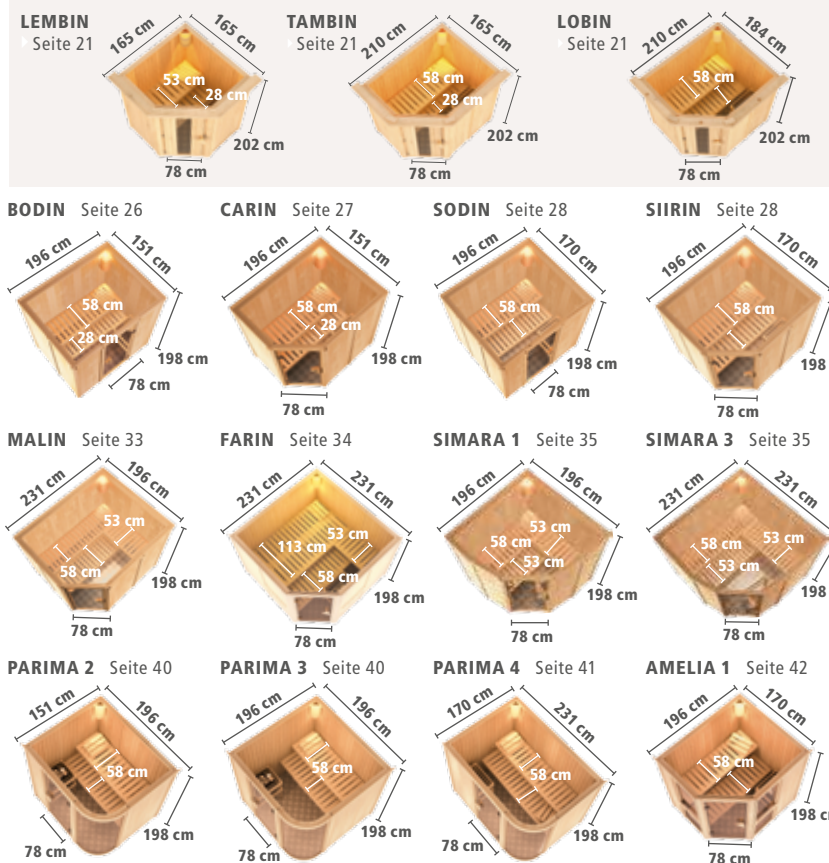 LEMBIN
Seite 21
165 cm
165 cm
53 cm
28 cm
202 cm
78 cm
TAMBIN
Seite 21
210 cm
165 cm
58 cm
28 cm
202 cm
78 cm
LOBIN
Seite 21
210 cm
184 cm
58 cm
202 cm
78 cm
BODIN Seite 26
196 cm
151 cm
58 cm
28 cm
198 cm
78 cm
CARIN Seite 27
196 cm
151 cm
58 cm
28 cm
198 cm
78 cm
SODIN Seite 28
196 cm
170 cm
58 cm
198 cm
78 cm
SIIRIN Seite 28
196 cm
170 cm
58 cm
198
78 cm
MALIN Seite 33
231 cm
196 cm
53 cm
58 cm
198 cm
78 cm
FARIN Seite 34
231 cm
231 cm
53 cm
113 cm
58 cm
198 cm
78 cm
SIMARA 1 Seite 35
196 cm
196 cm
53 cm
58 cm
53 cm
198 cm
78 cm
SIMARA 3 Seite 35
231 cm
231 cm
53 cm
58 cm
53 cm
198 cm
78 cm
PARIMA 2 Seite 40
151 cm
196 cm
58 cm
198 cm
78 cm
PARIMA 3 Seite 40
196 cm
196 cm
58 cm
198 cm
78 cm
PARIMA 4 Seite 41
170 cm
231 cm
58 cm
198 cm
78 cm
AMELIA 1 Seite 42
196 cm
170 cm
58 cm
198 cm
78 cm